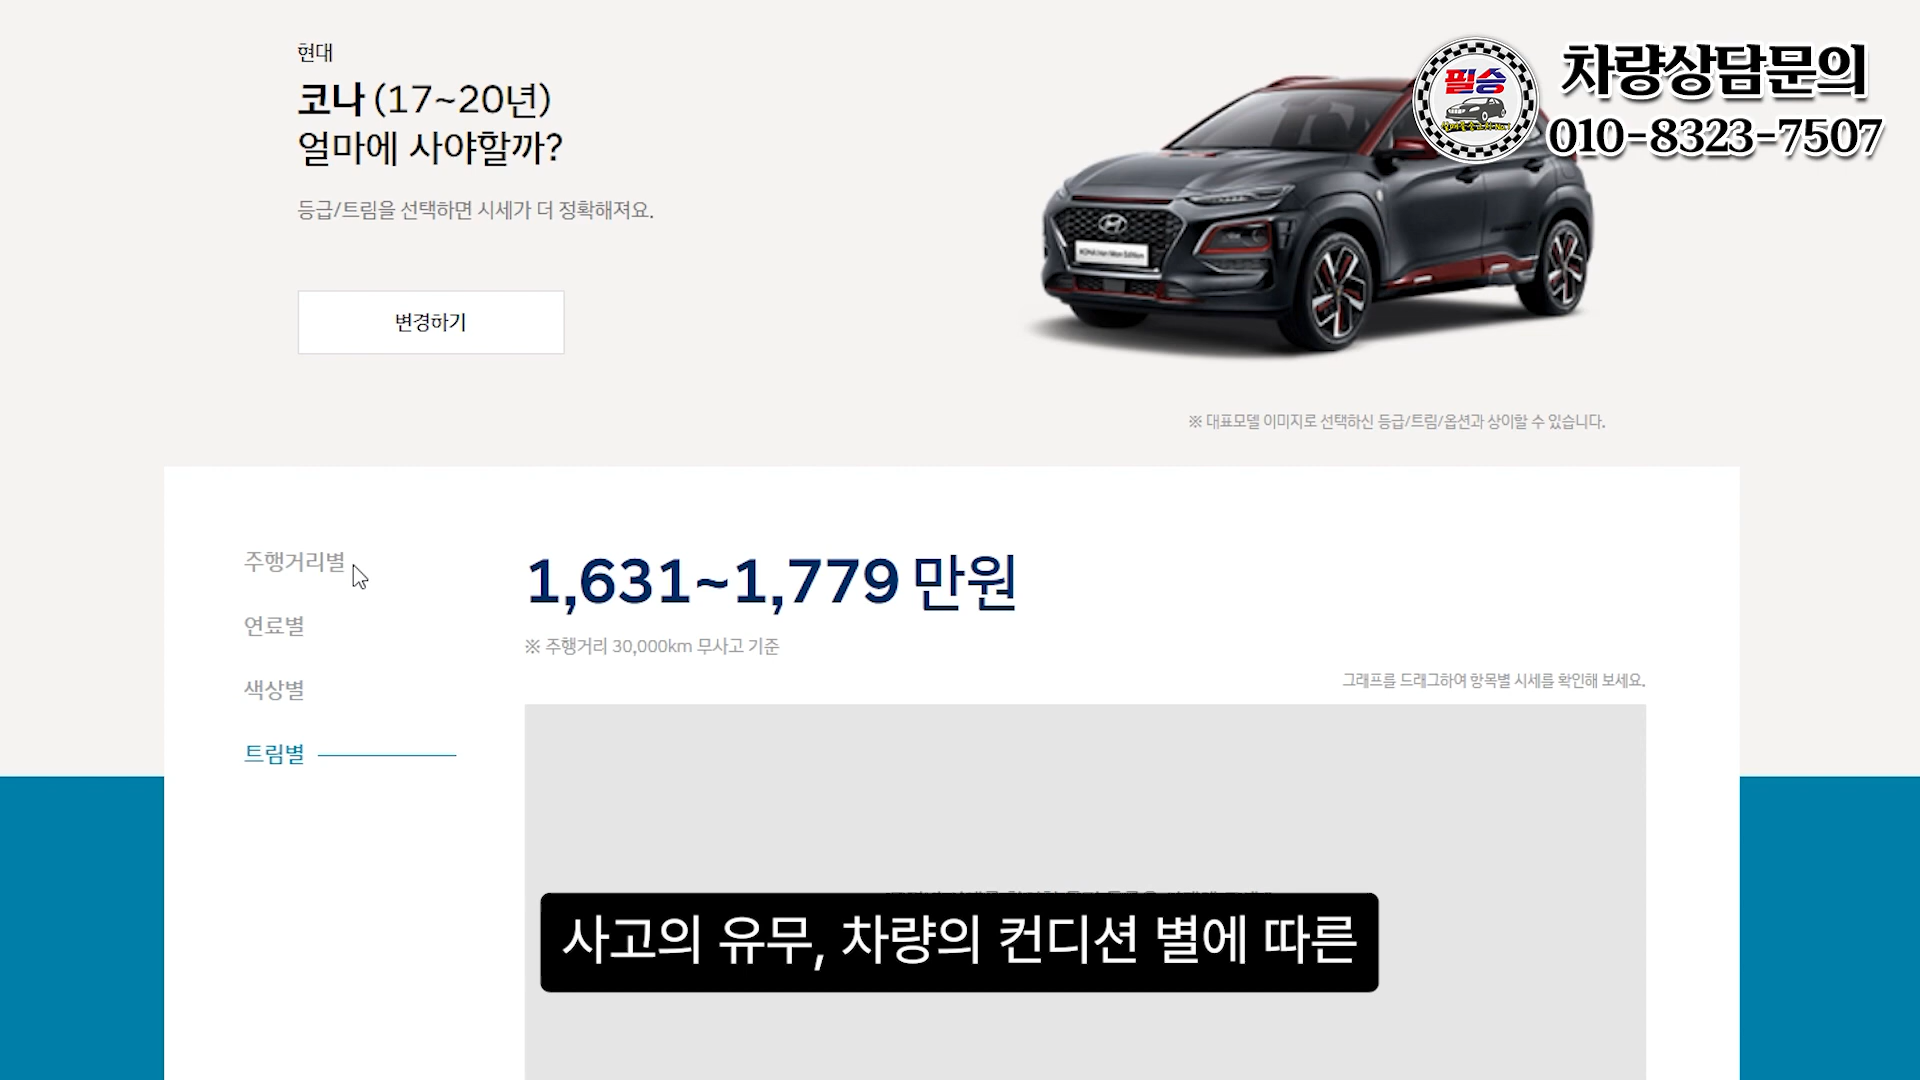 현대
코나 (17~20년)
얼마에 사야할까?
등급/트림을 선택하면 시세가 더 정확해져요.
변경하기
필승
차량상담문의
010-8323-7507
※ 대표모델 이미지로 선택하신 등급/트림/옵션과 상이할 수 있습니다.
주행거리별
연료별
색상별
트림별
1,631~1,779 만원
※ 주행거리 30,000km 무사고 기준
그래프를 드래그하여 항목별 시세를 확인해 보세요.
사고의 유무, 차량의 컨디션 별에 따른